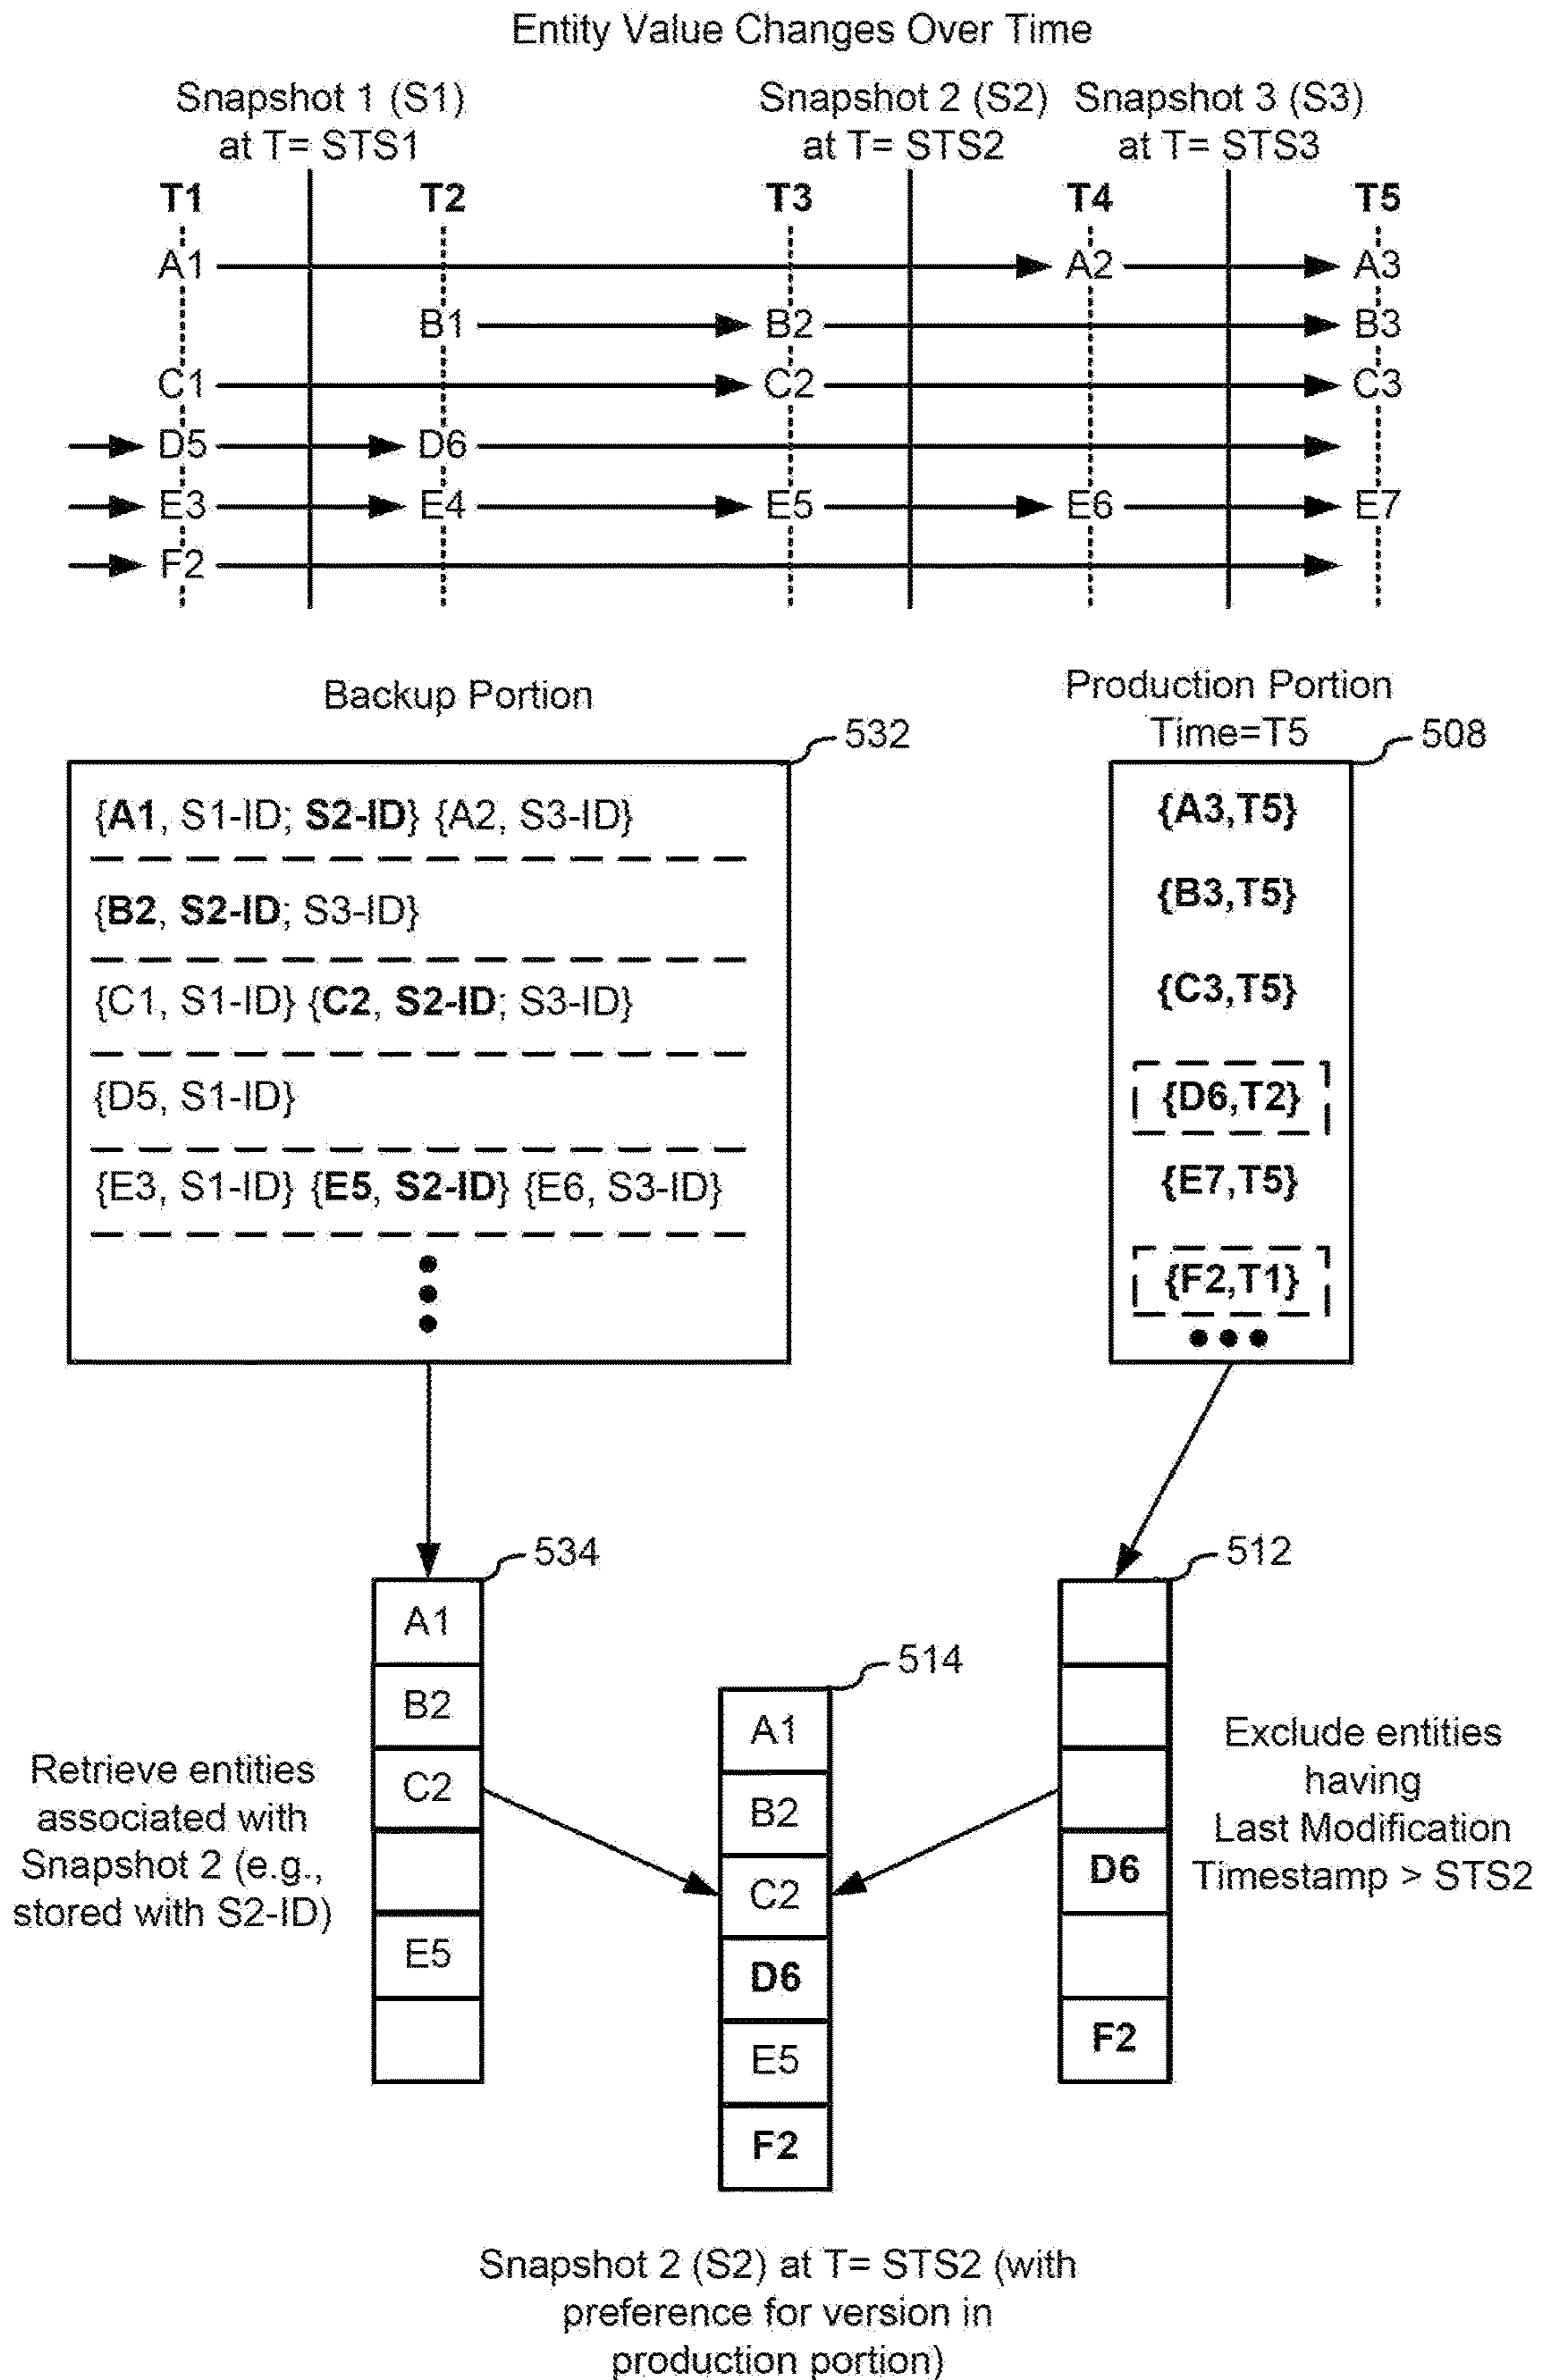 Entity Value Changes Over Time
Snapshot 1 (S1)
at T= STS1
Snapshot 2 (S2)
at T= STS2
Snapshot 3 (S3)
at T= STS3
T1 T2 T3 T4 T5
A1 A2 A3
B1 B2 B3
C1 C2 C3
D5 D6
E3 E4 E5 E6 E7
F2
Backup Portion
532
{A1, S1-ID; S2-ID} {A2, S3-ID}
{B2, S2-ID; S3-ID}
{C1, S1-ID} {C2, S2-ID; S3-ID}
{D5, S1-ID}
{E3, S1-ID} {E5, S2-ID} {E6, S3-ID}
Production Portion
Time=T5
508
{A3,T5}
{B3,T5}
{C3,T5}
{D6,T2}
{E7,T5}
{F2,T1}
534
A1
B2
C2
E5
Retrieve entities
associated with
Snapshot 2 (e.g.,
stored with S2-ID)
514
A1
B2
C2
D6
E5
F2
512
D6
F2
Exclude entities
having
Last Modification
Timestamp > STS2
Snapshot 2 (S2) at T= STS2 (with
preference for version in
production portion)